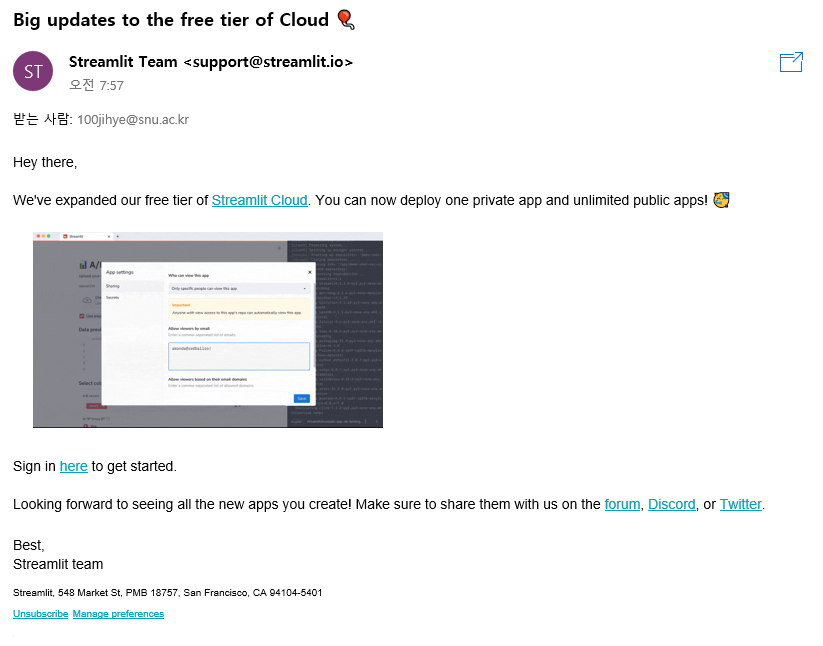 Big updates to the free tier of Cloud 🎈
ST
Streamlit Team <support@streamlit.io>
오전 7:57
받는 사람: 100jihye@snu.ac.kr
Hey there,
We've expanded our free tier of Streamlit Cloud. You can now deploy one private app and unlimited public apps! 🥳
Streamlit
App settings
Sharing
Secrets
Who can view this app
Only specific people can view this app
Important:
Anyone with view access to this app's repo can automatically view this app
Allow viewers by email
Enter a comma separated list of emails.
Allow viewers based on their email domains
Enter a comma separated list of allowed domains.
Save
Sign in here to get started.
Looking forward to seeing all the new apps you create! Make sure to share them with us on the forum, Discord, or Twitter.
Best,
Streamlit team
Streamlit, 548 Market St, PMB 18757, San Francisco, CA 94104-5401
Unsubscribe Manage preferences